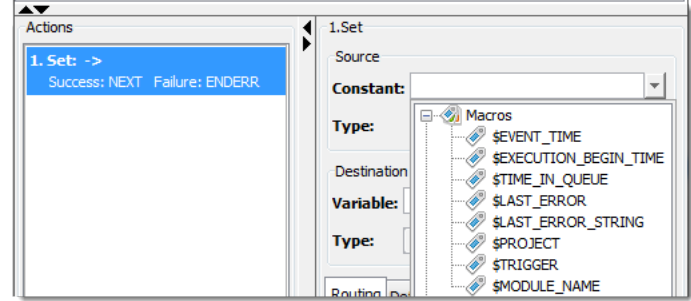 Actions
1. Set: ->
Success: NEXT Failure: ENDERR
1.Set
Source
Constant:
Type:
Macros
$EVENT_TIME
$EXECUTION_BEGIN_TIME
$TIME_IN_QUEUE
$LAST_ERROR
$LAST_ERROR_STRING
$PROJECT
$TRIGGER
$MODULE_NAME
Destination
Variable:
Type:
Routing